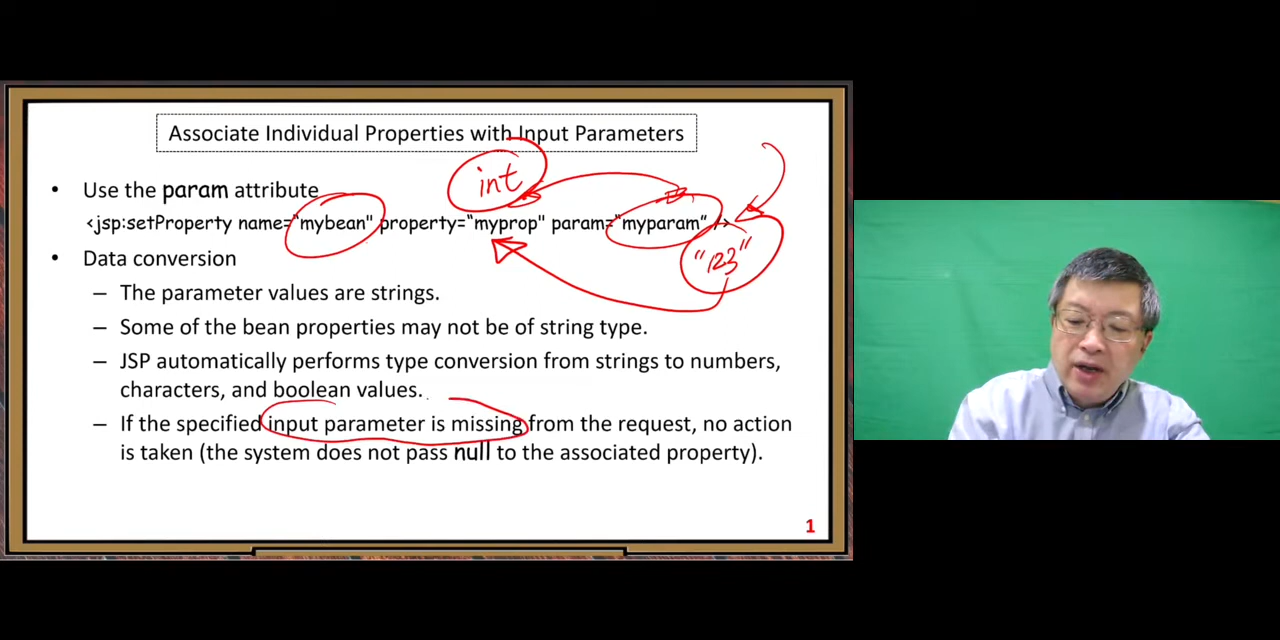 Associate Individual Properties with Input Parameters
int
• Use the param attribute
<jsp:setProperty name="mybean" property="myprop" param="myparam" />
"123"
• Data conversion
– The parameter values are strings.
– Some of the bean properties may not be of string type.
– JSP automatically performs type conversion from strings to numbers,
characters, and boolean values.
– If the specified input parameter is missing from the request, no action
is taken (the system does not pass null to the associated property).
1